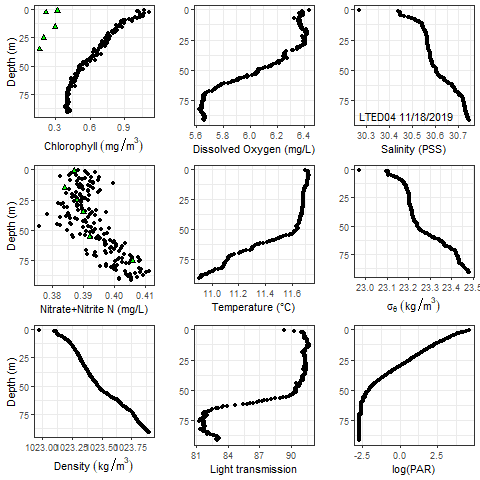 0
25
50
75
Depth (m)
0.3 0.6 0.9
Chlorophyll (mg/m³)
0
25
50
75
5.6 5.8 6.0 6.2 6.4
Dissolved Oxygen (mg/L)
0
25
50
75
LTED04 11/18/2019
30.3 30.4 30.5 30.6 30.7
Salinity (PSS)
0
25
50
75
Depth (m)
0.38 0.39 0.40 0.41
Nitrate+Nitrite N (mg/L)
0
25
50
75
11.0 11.2 11.4 11.6
Temperature (°C)
0
25
50
75
23.0 23.1 23.2 23.3 23.4 23.5
σθ (kg/m³)
0
25
50
75
Depth (m)
1023.00 1023.25 1023.50 1023.75
Density (kg/m³)
0
25
50
75
81 84 87 90
Light transmission
0
25
50
75
-2.5 0.0 2.5
log(PAR)